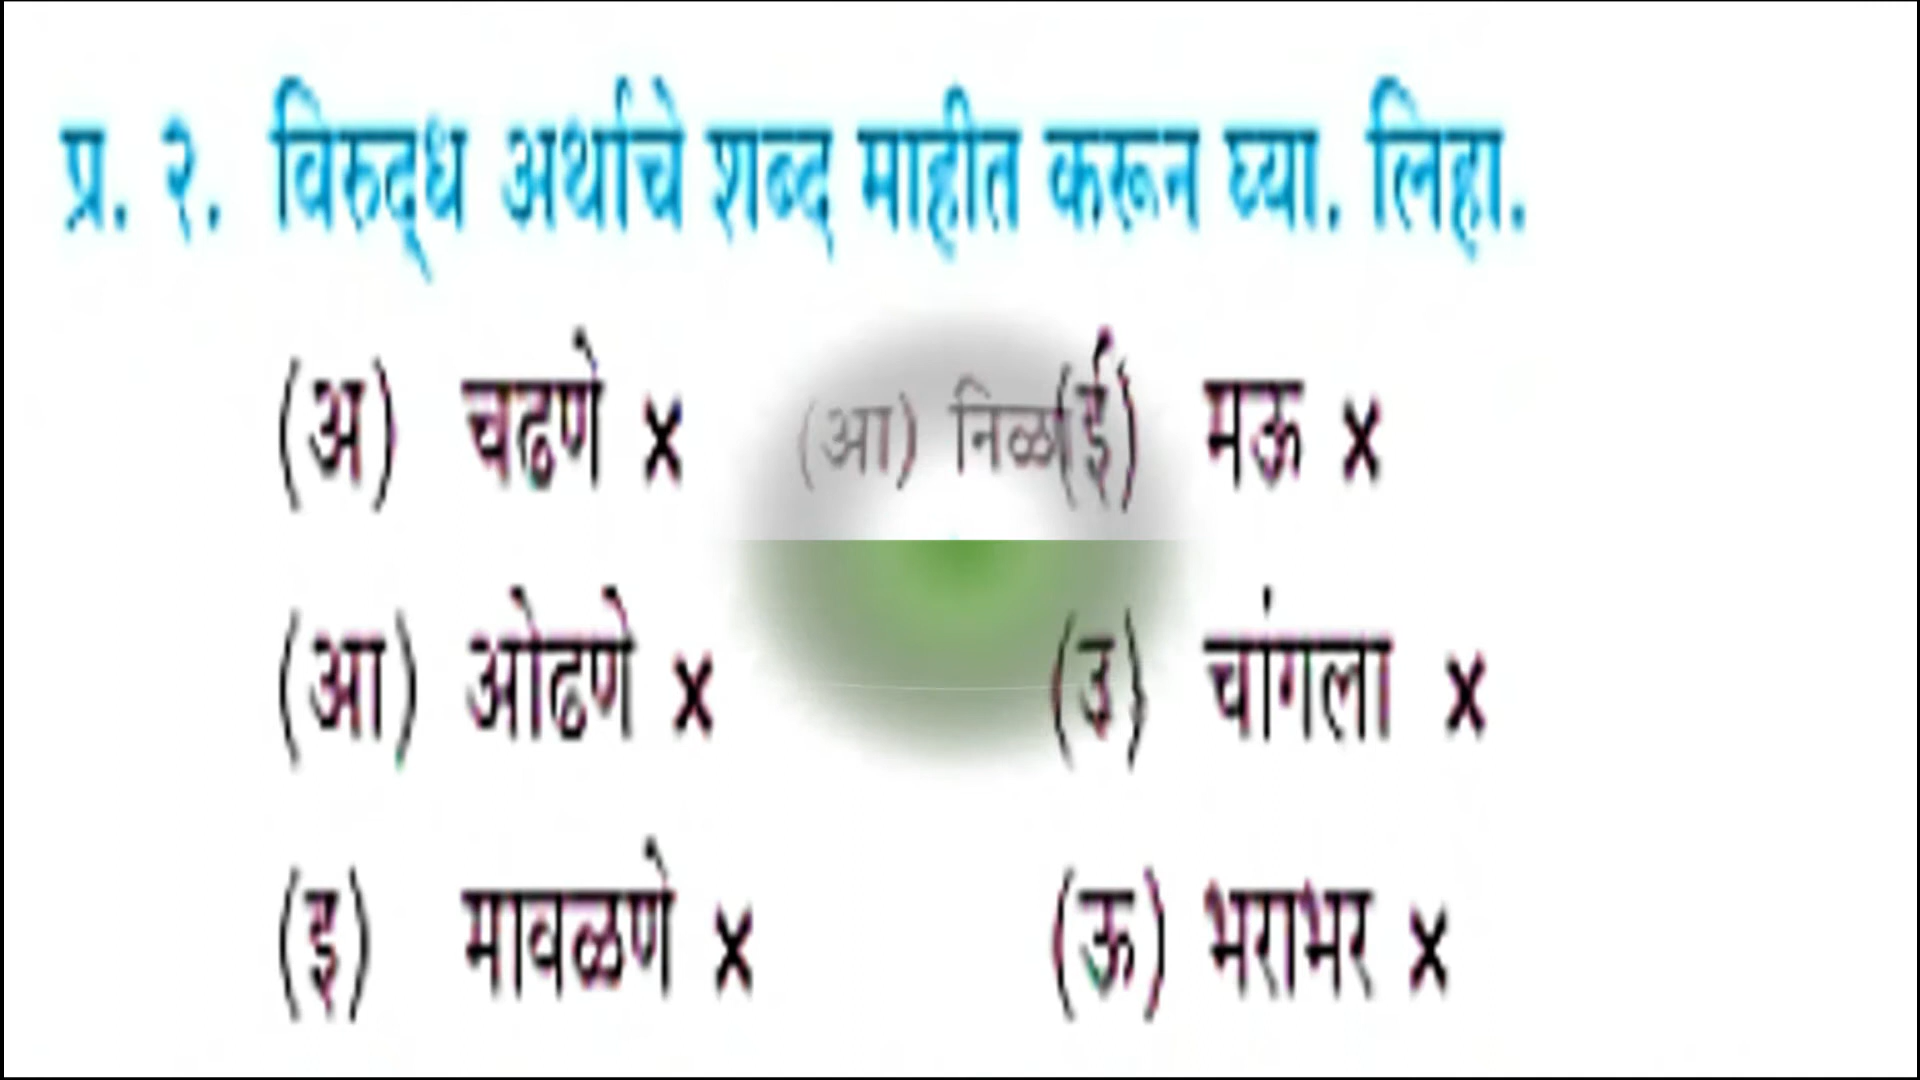 प्र. २. विरुद्ध अर्थाचे शब्द माहीत करून घ्या. लिहा.
(अ) चढणे × (आ) (ई) मऊ ×
(आ) ओढणे × (उ) चांगला ×
(इ) मावळणे × (ऊ) भराभर ×